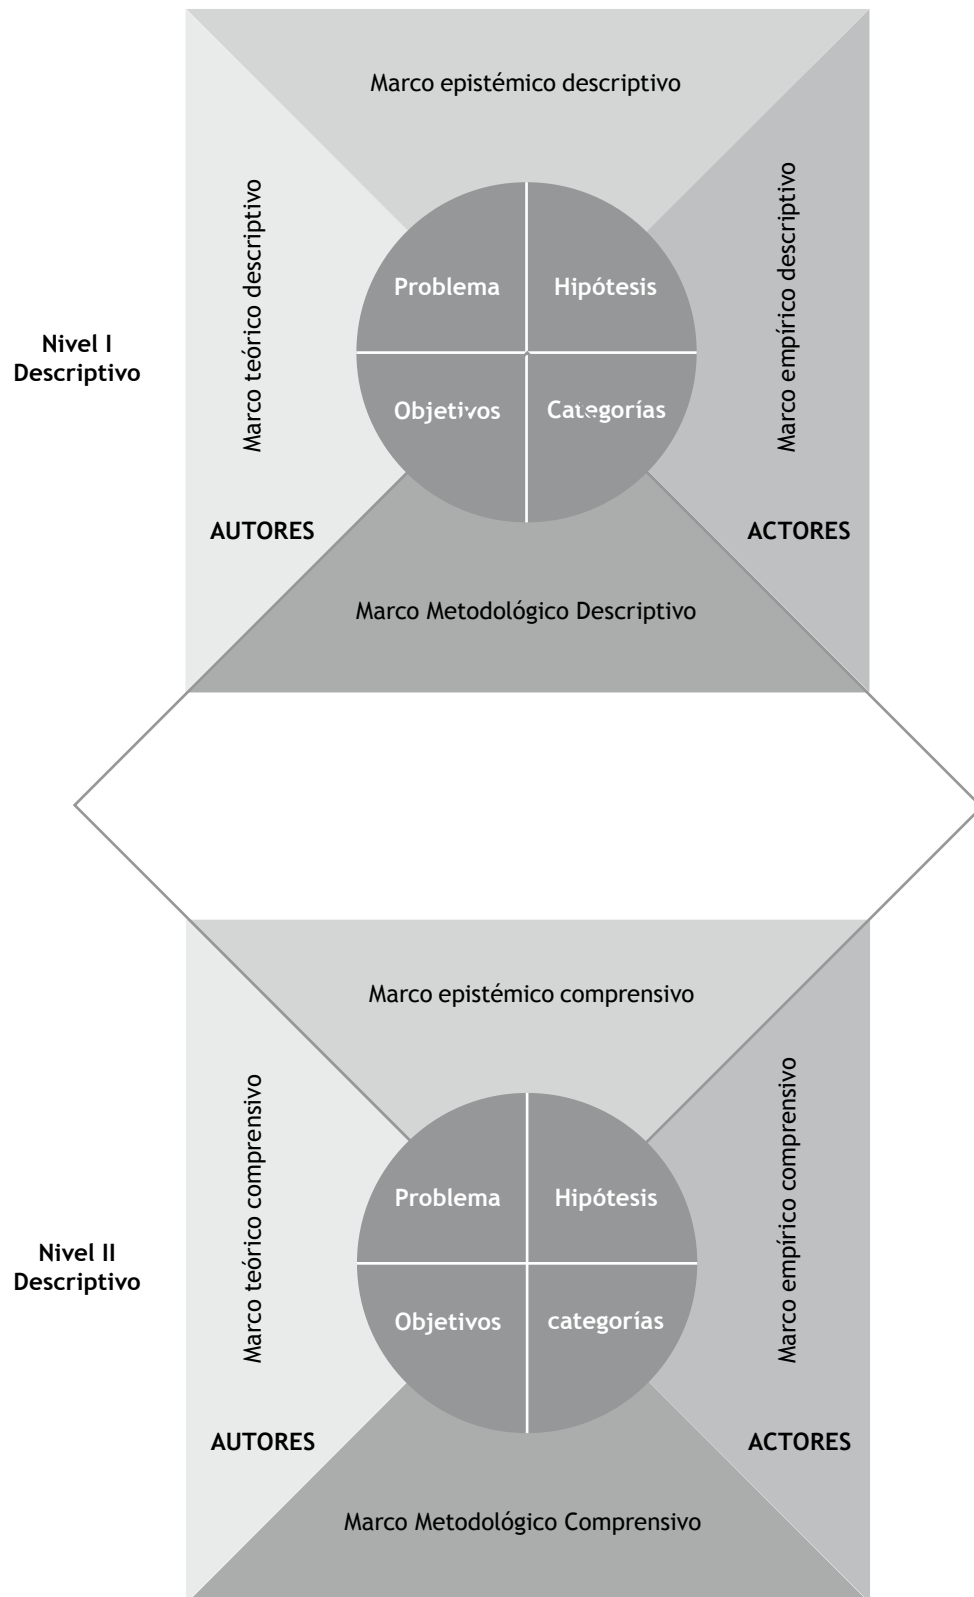 Marco epistémico descriptivo
Marco teórico descriptivo
Marco empírico descriptivo
Problema
Hipótesis
Nivel I
Descriptivo
Objetivos
Categorías
AUTORES
ACTORES
Marco Metodológico Descriptivo
Marco epistémico comprensivo
Marco teórico comprensivo
Marco empírico comprensivo
Problema
Hipótesis
Nivel II
Descriptivo
Objetivos
categorías
AUTORES
ACTORES
Marco Metodológico Comprensivo